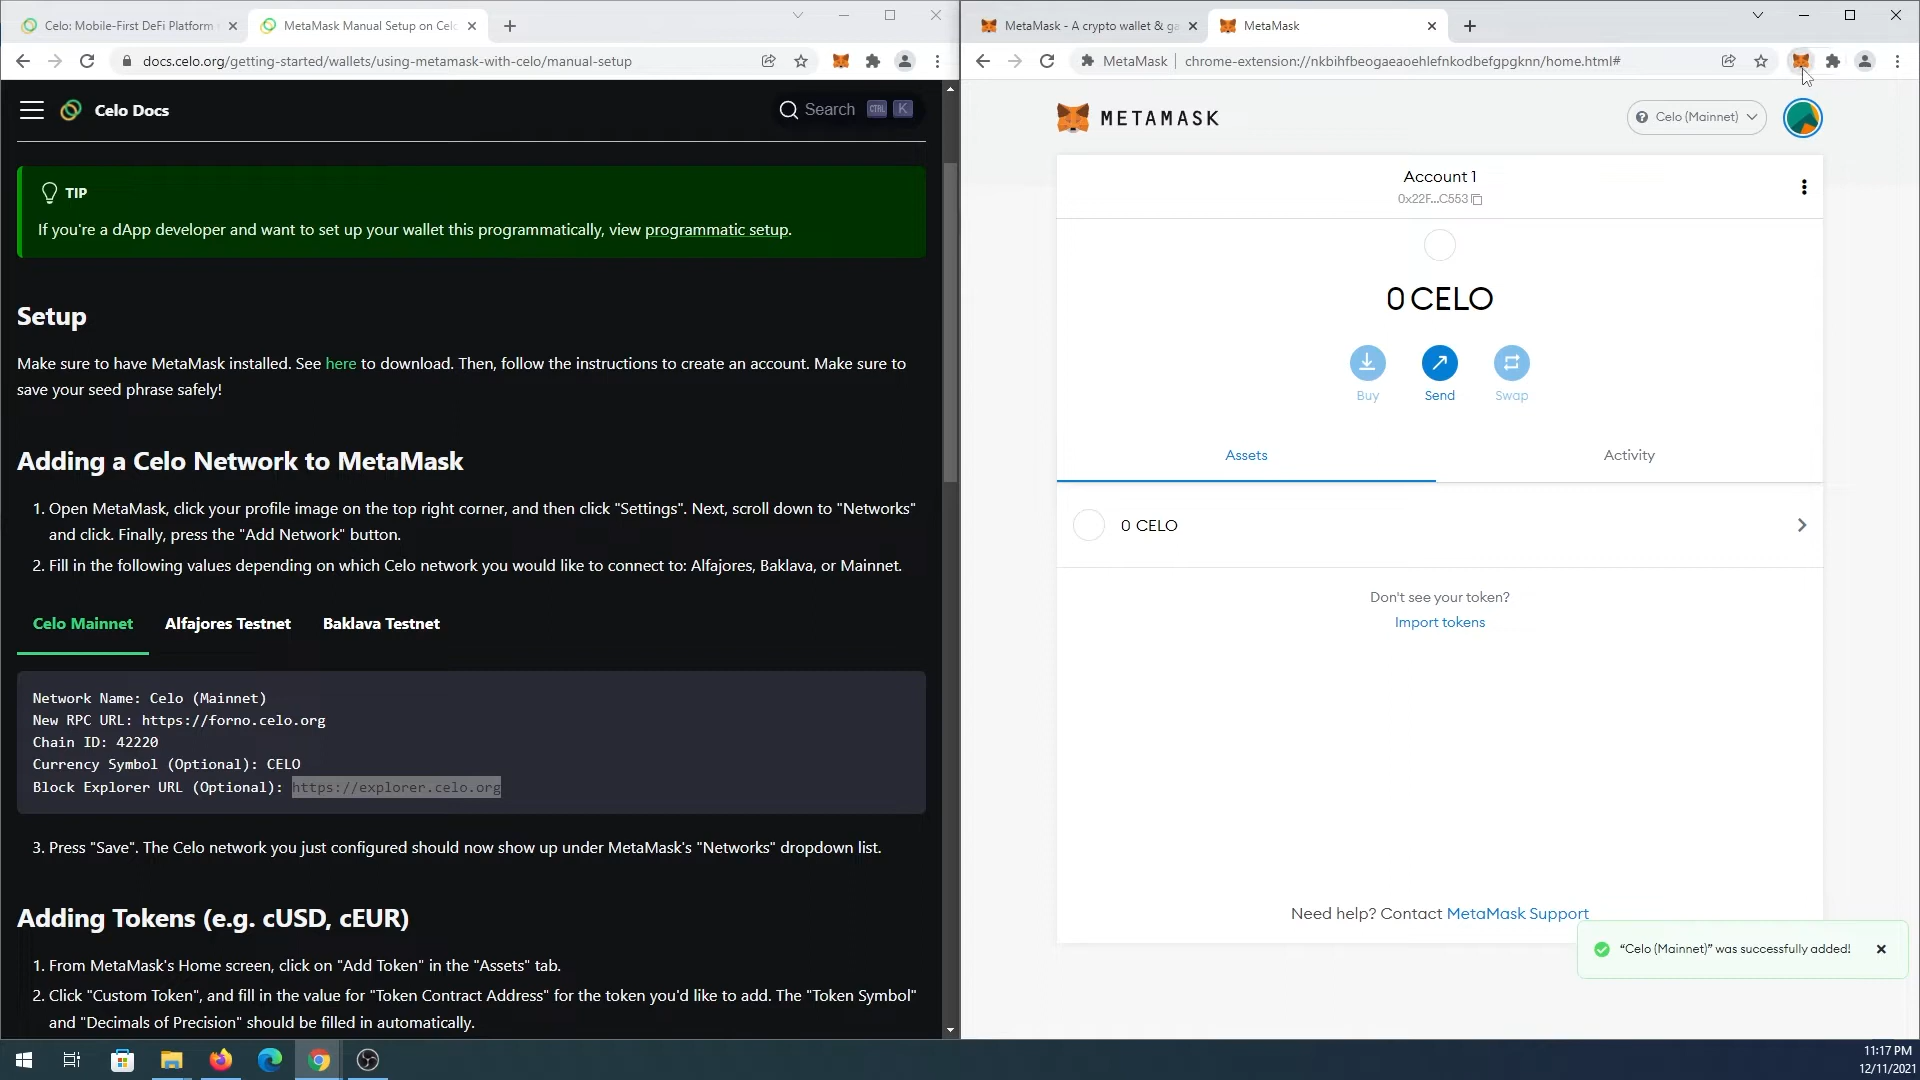 Celo: Mobile-First DeFi Platform
MetaMask Manual Setup on Celo
docs.celo.org/getting-started/wallets/using-metamask-with-celo/manual-setup
Celo Docs
Search CTRL K
TIP
If you're a dApp developer and want to set up your wallet this programmatically, view programmatic setup.
Setup
Make sure to have MetaMask installed. See here to download. Then, follow the instructions to create an account. Make sure to
save your seed phrase safely!
Adding a Celo Network to MetaMask
1. Open MetaMask, click your profile image on the top right corner, and then click "Settings". Next, scroll down to "Networks"
and click. Finally, press the "Add Network" button.
2. Fill in the following values depending on which Celo network you would like to connect to: Alfajores, Baklava, or Mainnet.
Celo Mainnet Alfajores Testnet Baklava Testnet
Network Name: Celo (Mainnet)
New RPC URL: https://forno.celo.org
Chain ID: 42220
Currency Symbol (Optional): CELO
Block Explorer URL (Optional): https://explorer.celo.org
3. Press "Save". The Celo network you just configured should now show up under MetaMask's "Networks" dropdown list.
Adding Tokens (e.g. cUSD, cEUR)
1. From MetaMask's Home screen, click on "Add Token" in the "Assets" tab.
2. Click "Custom Token", and fill in the value for "Token Contract Address" for the token you'd like to add. The "Token Symbol"
and "Decimals of Precision" should be filled in automatically.
MetaMask - A crypto wallet & ga
MetaMask
MetaMask chrome-extension://nkbihfbeogaeaoehlefnkodbefgpgknn/home.html#
METAMASK
Celo (Mainnet)
Account 1
0x22F...C553
0 CELO
Buy Send Swap
Assets Activity
0 CELO
Don't see your token?
Import tokens
Need help? Contact MetaMask Support
“Celo (Mainnet)” was successfully added!
11:17 PM
12/11/2021